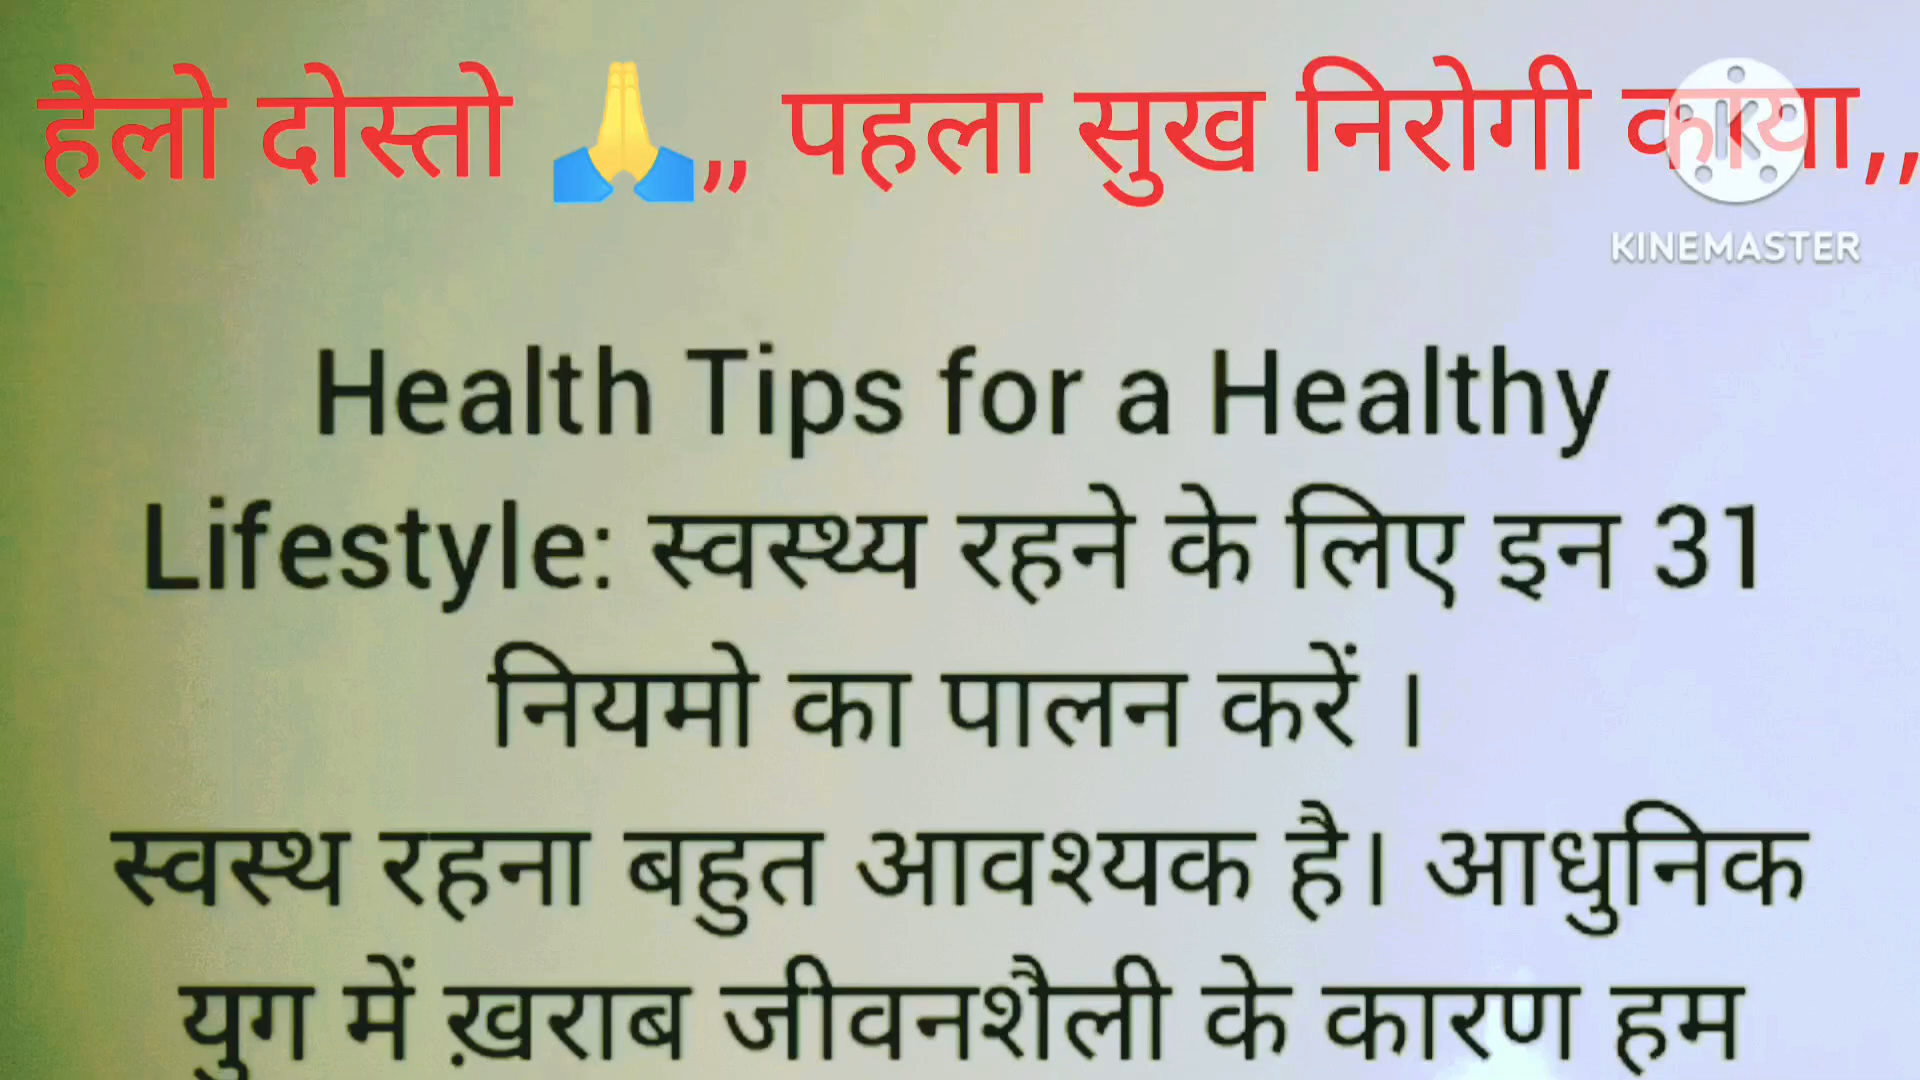 हैलो दोस्तो 🙏,, पहला सुख निरोगी काया,,
KINEMASTER
Health Tips for a Healthy
Lifestyle: स्वस्थ्य रहने के लिए इन 31
नियमो का पालन करें ।
स्वस्थ रहना बहुत आवश्यक है। आधुनिक
युग में ख़राब जीवनशैली के कारण हम